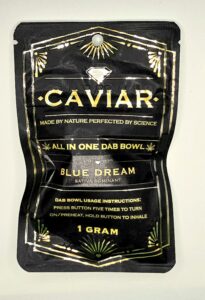 CAVIAR
MADE BY NATURE PERFECTED BY SCIENCE
ALL IN ONE DAB BOWL
BLUE DREAM
SATIVA DOMINANT
DAB BOWL USAGE INSTRUCTIONS:
PRESS BUTTON FIVE TIMES TO TURN
ON/PREHEAT, HOLD BUTTON TO INHALE
1 GRAM